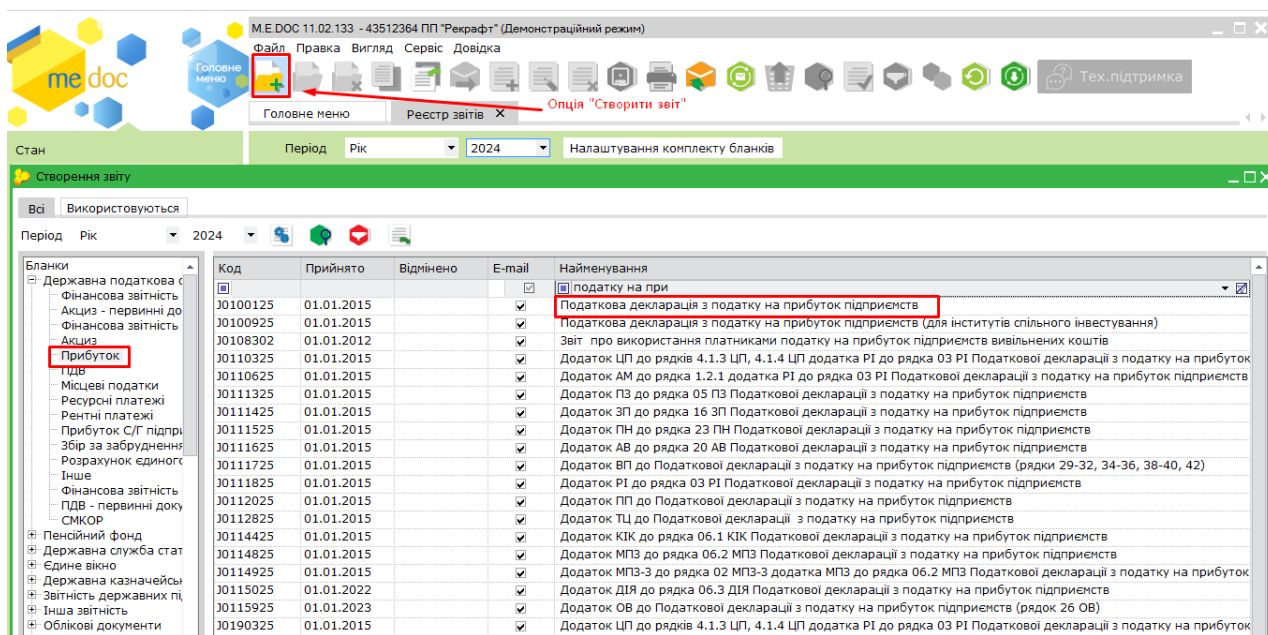 М.E.DOC 11.02.133 - 43512364 ПП "Рекрафт" (Демонстраційний режим)
Файл Правка Вигляд Сервіс Довідка
me doc
Головне
меню
Тех.підтримка
Опція "Створити звіт"
Головне меню
Реєстр звітів X
Стан
Період Рік 2024 Налаштування комплекту бланків
Створення звіту
Всі Використовуються
Період Рік 2024
Бланки
Державна податкова с
Фінансова звітність
Акциз - первинні до
Фінансова звітність
Акциз
Прибуток
ПДВ
Місцеві податки
Ресурсні платежі
Рентні платежі
Прибуток С/Г підпри
Збір за забруднення
Розрахунок єдиного
Інше
Фінансова звітність
ПДВ - первинні доку
СМКОР
Пенсійний фонд
Державна служба стат
Єдине вікно
Державна казначейськ
Звітність державних пі
Інша звітність
Облікові документи
Код Прийнято Відмінено E-mail Найменування
податку на при
J0100125 01.01.2015 Податкова декларація з податку на прибуток підприємств
J0100925 01.01.2015 Податкова декларація з податку на прибуток підприємств (для інститутів спільного інвестування)
J0108302 01.01.2012 Звіт про використання платниками податку на прибуток підприємств вивільнених коштів
J0110325 01.01.2015 Додаток ЦП до рядків 4.1.3 ЦП, 4.1.4 ЦП додатка РІ до рядка 03 РІ Податкової декларації з податку на прибуток
J0110625 01.01.2015 Додаток АМ до рядка 1.2.1 додатка РІ до рядка 03 РІ Податкової декларації з податку на прибуток підприємств
J0111325 01.01.2015 Додаток ПЗ до рядка 05 ПЗ Податкової декларації з податку на прибуток підприємств
J0111425 01.01.2015 Додаток ЗП до рядка 16 ЗП Податкової декларації з податку на прибуток підприємств
J0111525 01.01.2015 Додаток ПН до рядка 23 ПН Податкової декларації з податку на прибуток підприємств
J0111625 01.01.2015 Додаток АВ до рядка 20 АВ Податкової декларації з податку на прибуток підприємств
J0111725 01.01.2015 Додаток ВП до Податкової декларації з податку на прибуток підприємств (рядки 29-32, 34-36, 38-40, 42)
J0111825 01.01.2015 Додаток РІ до рядка 03 РІ Податкової декларації з податку на прибуток підприємств
J0112025 01.01.2015 Додаток ПП до Податкової декларації з податку на прибуток підприємств
J0112825 01.01.2015 Додаток ТЦ до Податкової декларації з податку на прибуток підприємств
J0114425 01.01.2015 Додаток КІК до рядка 06.1 КІК Податкової декларації з податку на прибуток підприємств
J0114825 01.01.2015 Додаток МПЗ до рядка 06.2 МПЗ Податкової декларації з податку на прибуток підприємств
J0114925 01.01.2015 Додаток МПЗ-З до рядка 02 МПЗ-З додатка МПЗ до рядка 06.2 МПЗ Податкової декларації з податку на прибуток
J0115025 01.01.2022 Додаток ДІЯ до рядка 06.3 ДІЯ Податкової декларації з податку на прибуток підприємств
J0115925 01.01.2023 Додаток ОВ до Податкової декларації з податку на прибуток підприємств (рядок 26 ОВ)
J0190325 01.01.2015 Додаток ЦП до рядків 4.1.3 ЦП, 4.1.4 ЦП додатка РІ до рядка 03 РІ Податкової декларації з податку на прибуток